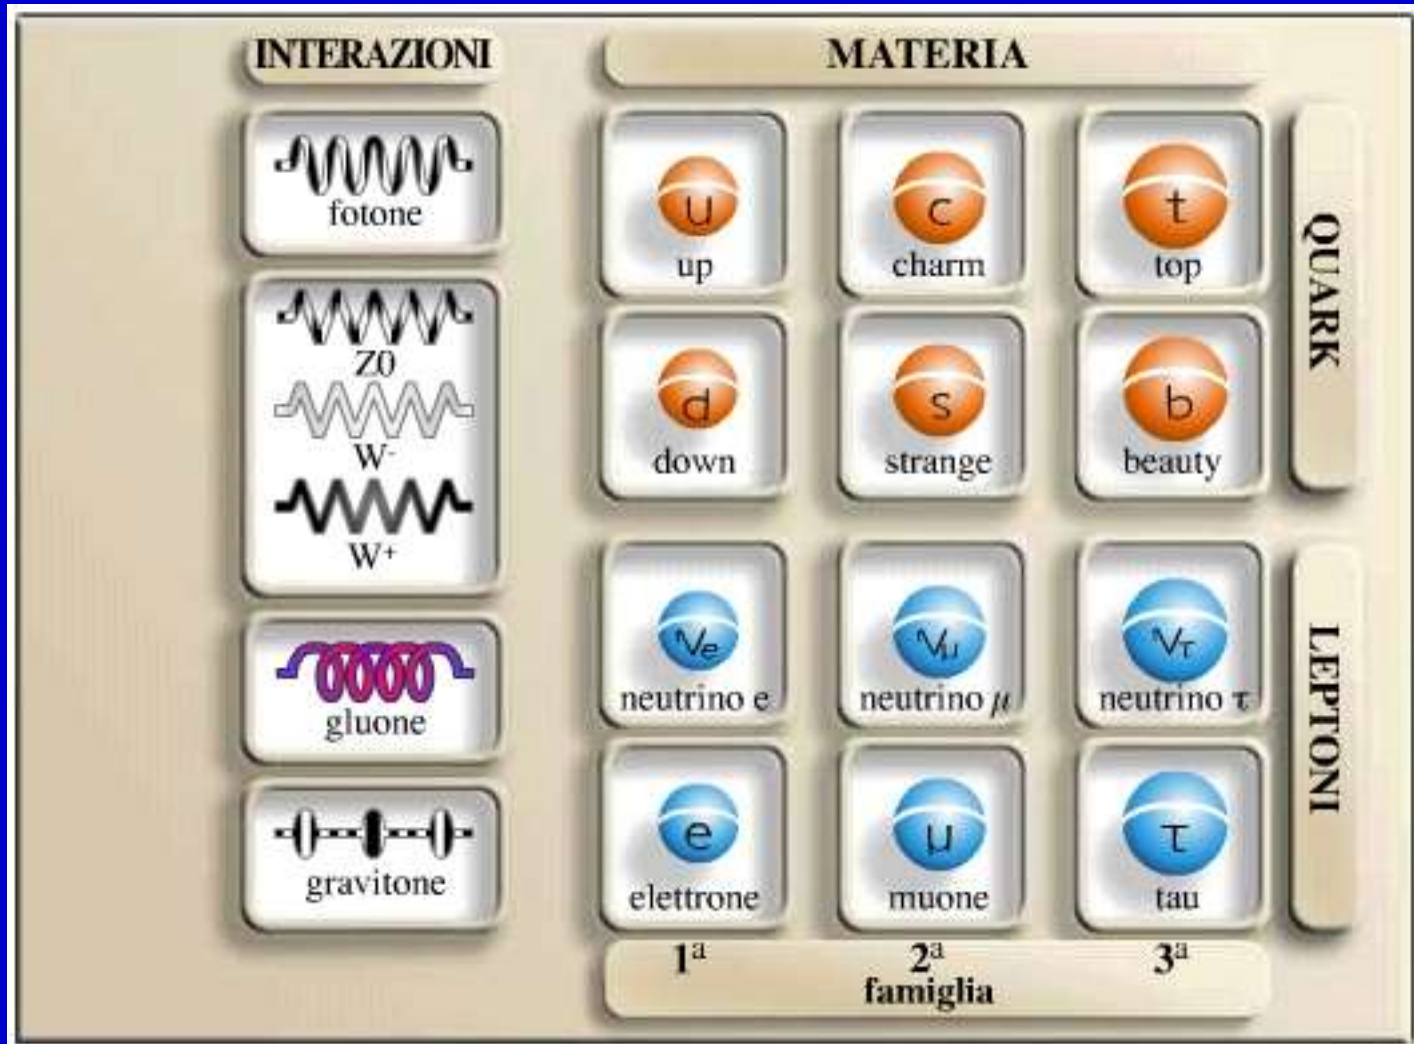 INTERAZIONI
fotone
Z0
W-
W+
gluone
gravitone
MATERIA
u c t
up charm top
d s b
down strange beauty
QUARK
νe νμ ντ
neutrino e neutrino μ neutrino τ
e μ τ
elettrone muone tau
LEPTONI
1ª 2ª 3ª
famiglia